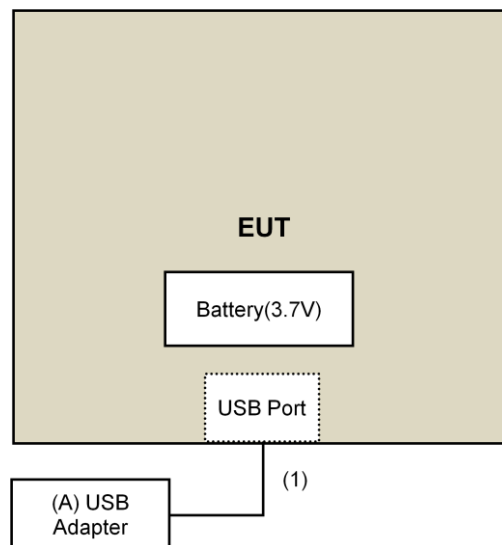 EUT
Battery(3.7V)
USB Port
(1)
(A) USB
Adapter